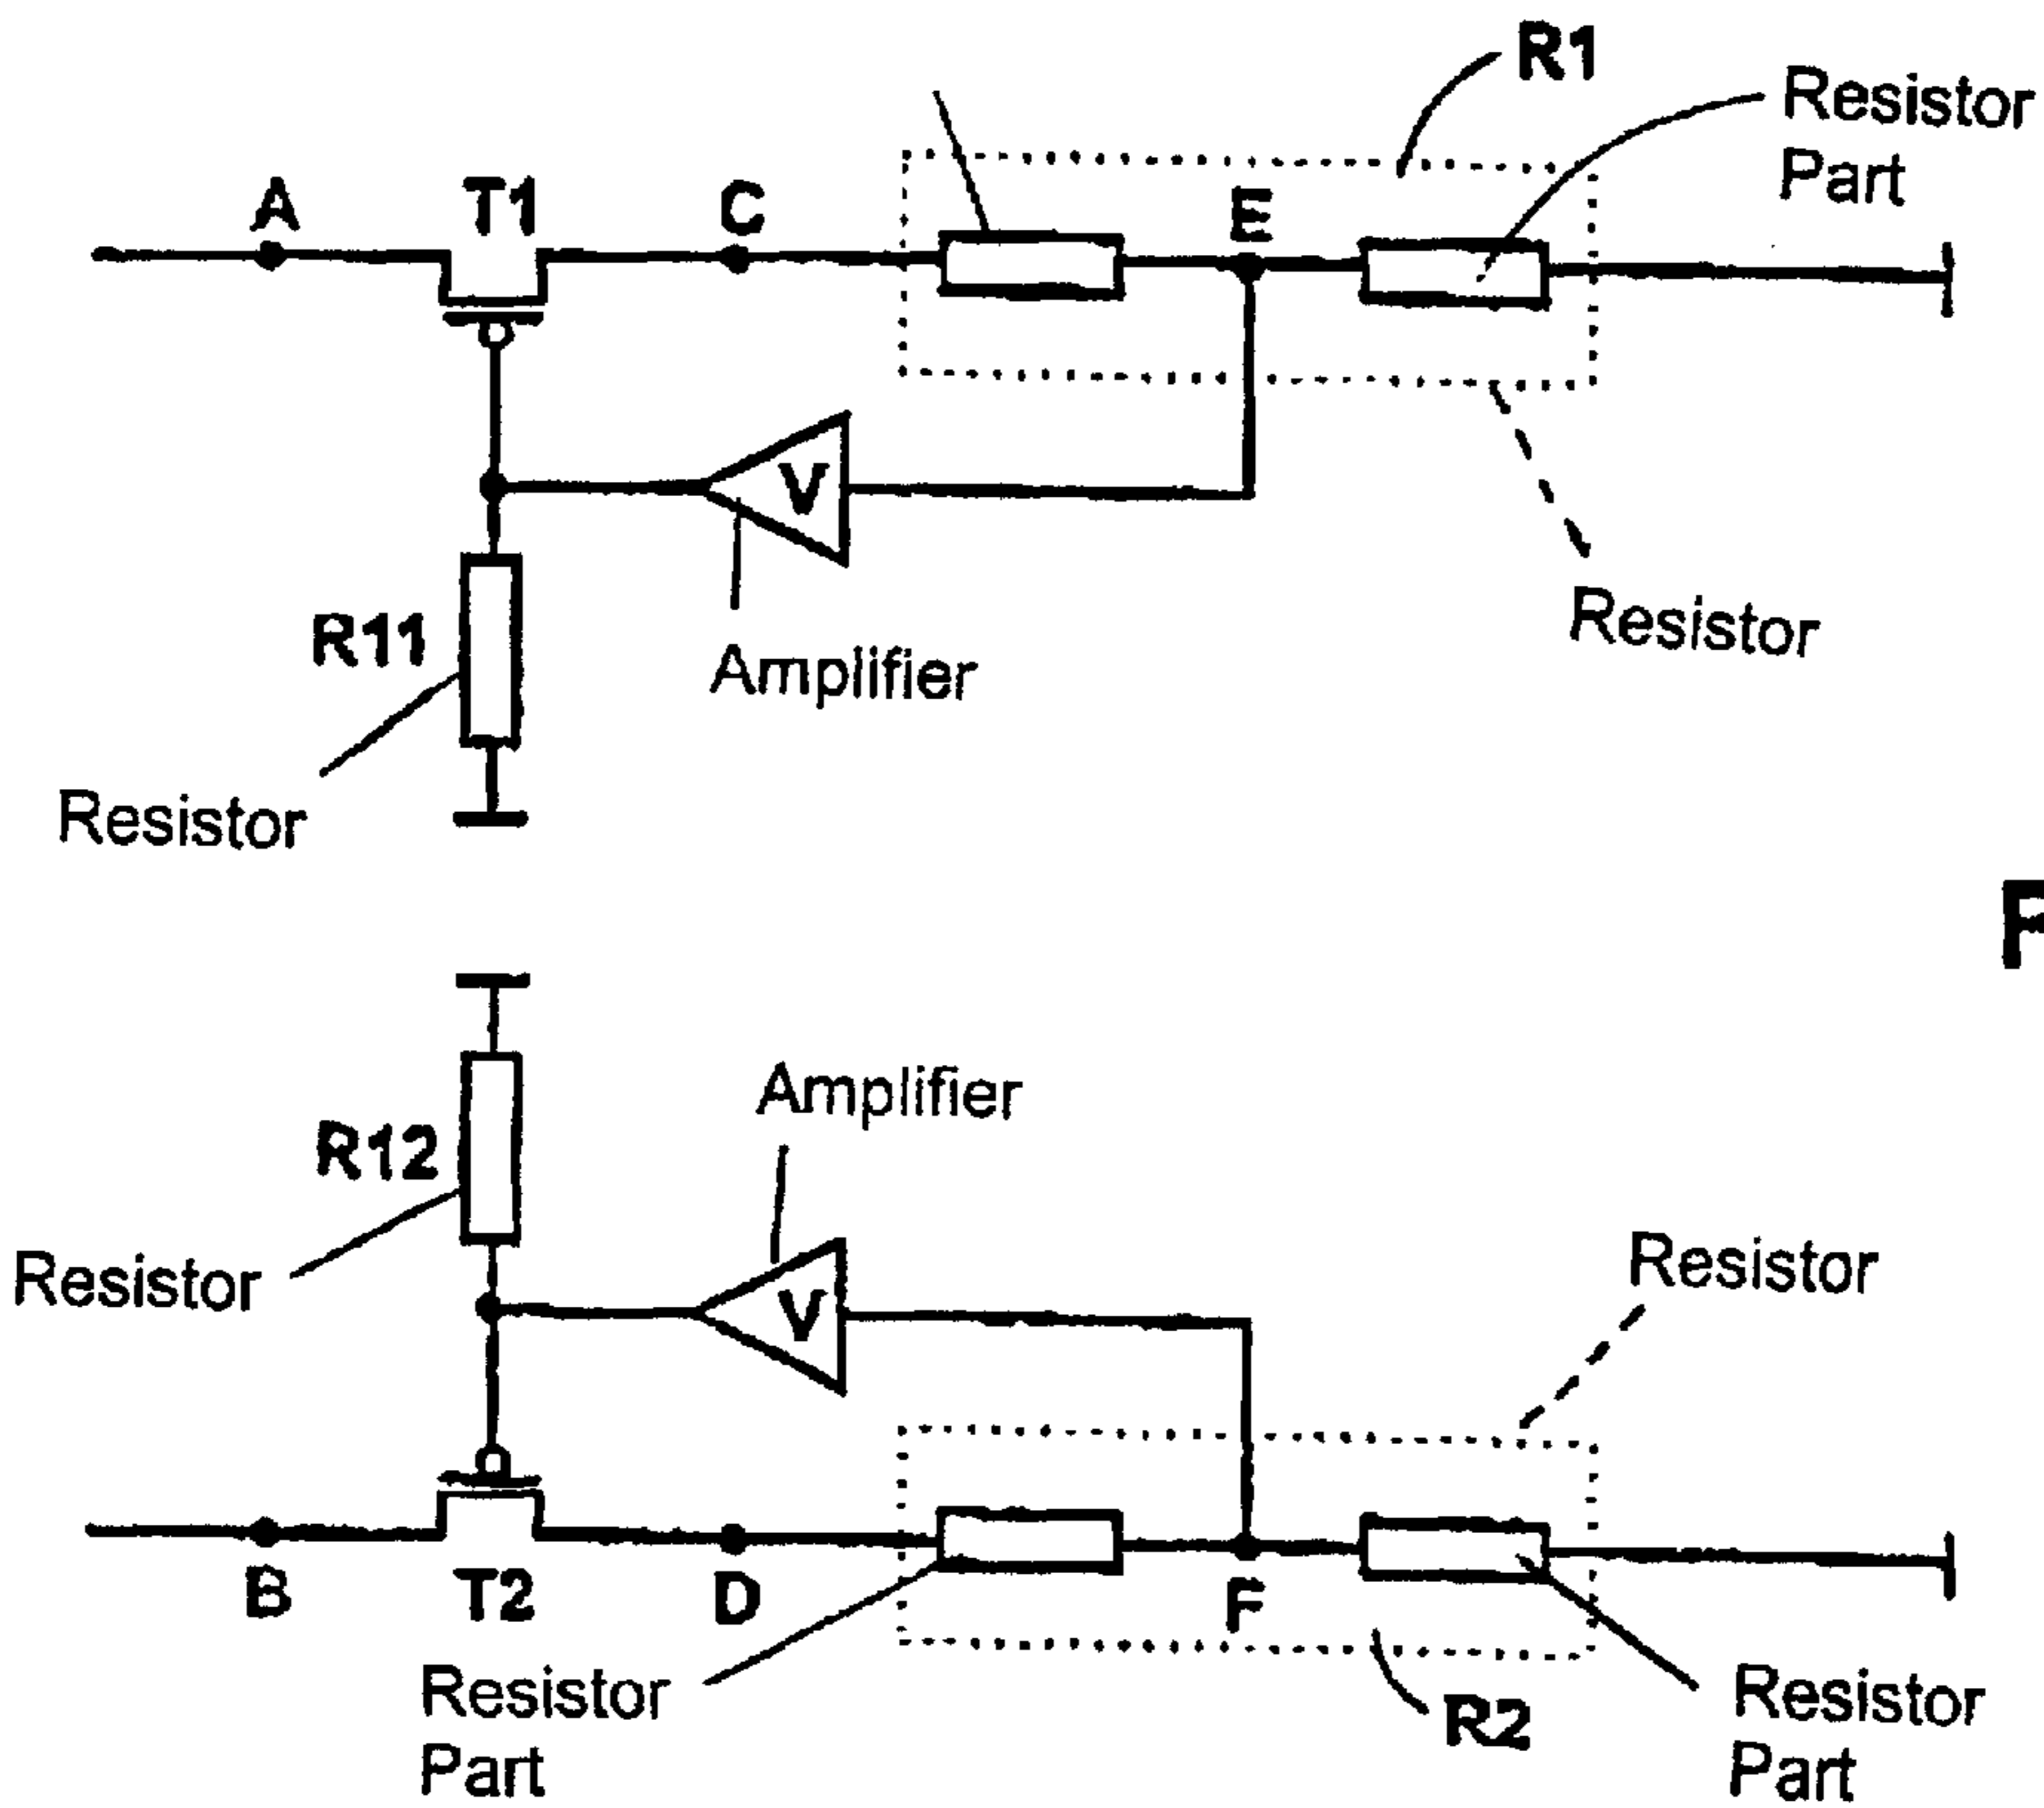 R1
Resistor
Part
A
T1
C
E
V
R11
Amplifier
Resistor
Resistor
F
R12
Amplifier
Resistor
V
Resistor
B
T2
D
F
Resistor
Part
R2
Resistor
Part